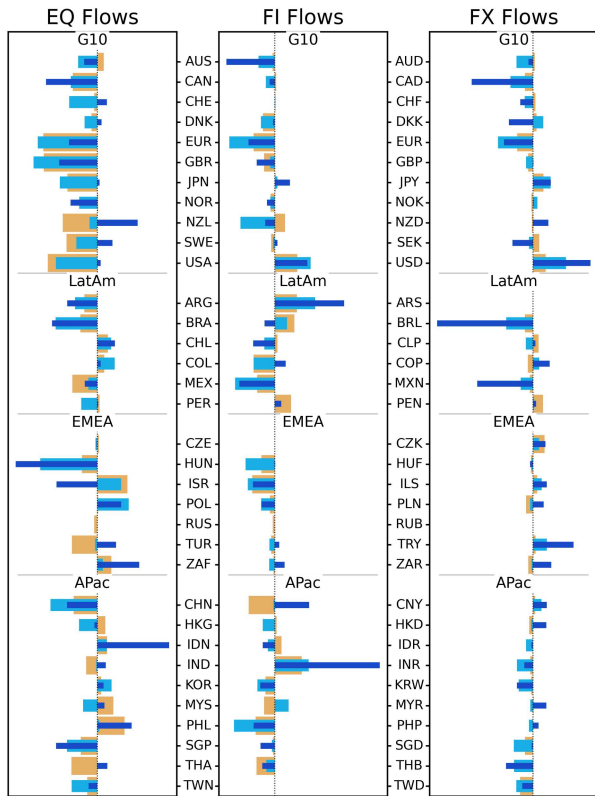 EQ Flows FI Flows FX Flows
G10 G10 G10
AUS AUD
CAN CAD
CHE CHF
DNK DKK
EUR EUR
GBR GBP
JPN JPY
NOR NOK
NZL NZD
SWE SEK
USA USD
LatAm LatAm LatAm
ARG ARS
BRA BRL
CHL CLP
COL COP
MEX MXN
PER PEN
EMEA EMEA EMEA
CZE CZK
HUN HUF
ISR ILS
POL PLN
RUS RUB
TUR TRY
ZAF ZAR
APac APac APac
CHN CNY
HKG HKD
IDN IDR
IND INR
KOR KRW
MYS MYR
PHL PHP
SGP SGD
THA THB
TWN TWD